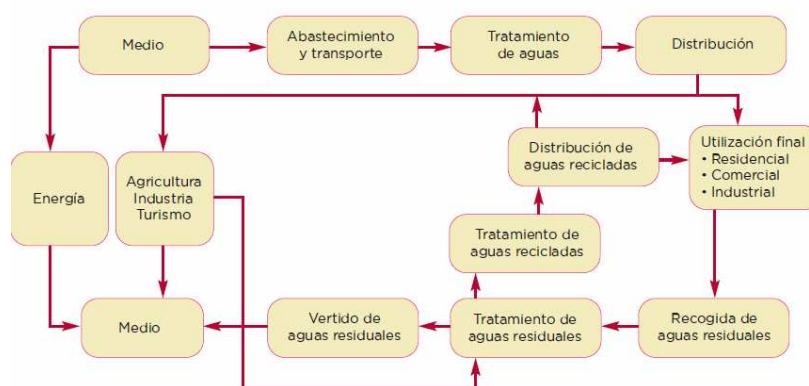 Medio
Abastecimiento
y transporte
Tratamiento
de aguas
Distribución
Distribución de
aguas recicladas
Utilización final
• Residencial
• Comercial
• Industrial
Energía
Agricultura
Industria
Turismo
Tratamiento de
aguas recicladas
Medio
Vertido de
aguas residuales
Tratamiento de
aguas residuales
Recogida de
aguas residuales